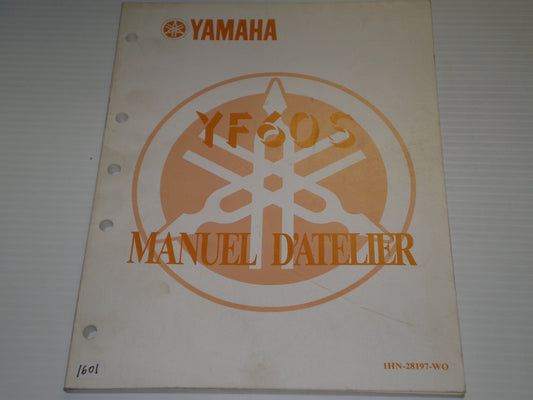 YAMAHA
YF60S
MANUEL D'ATELIER
1HN-28197-WO
1601